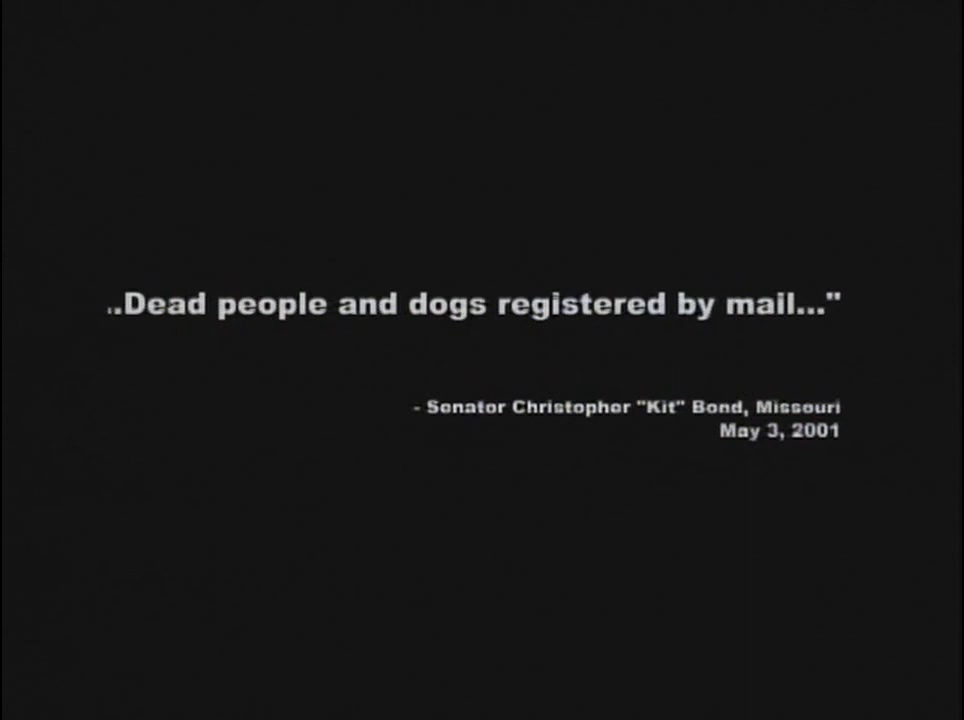 ..Dead people and dogs registered by mail..."
- Senator Christopher "Kit" Bond, Missouri
May 3, 2001